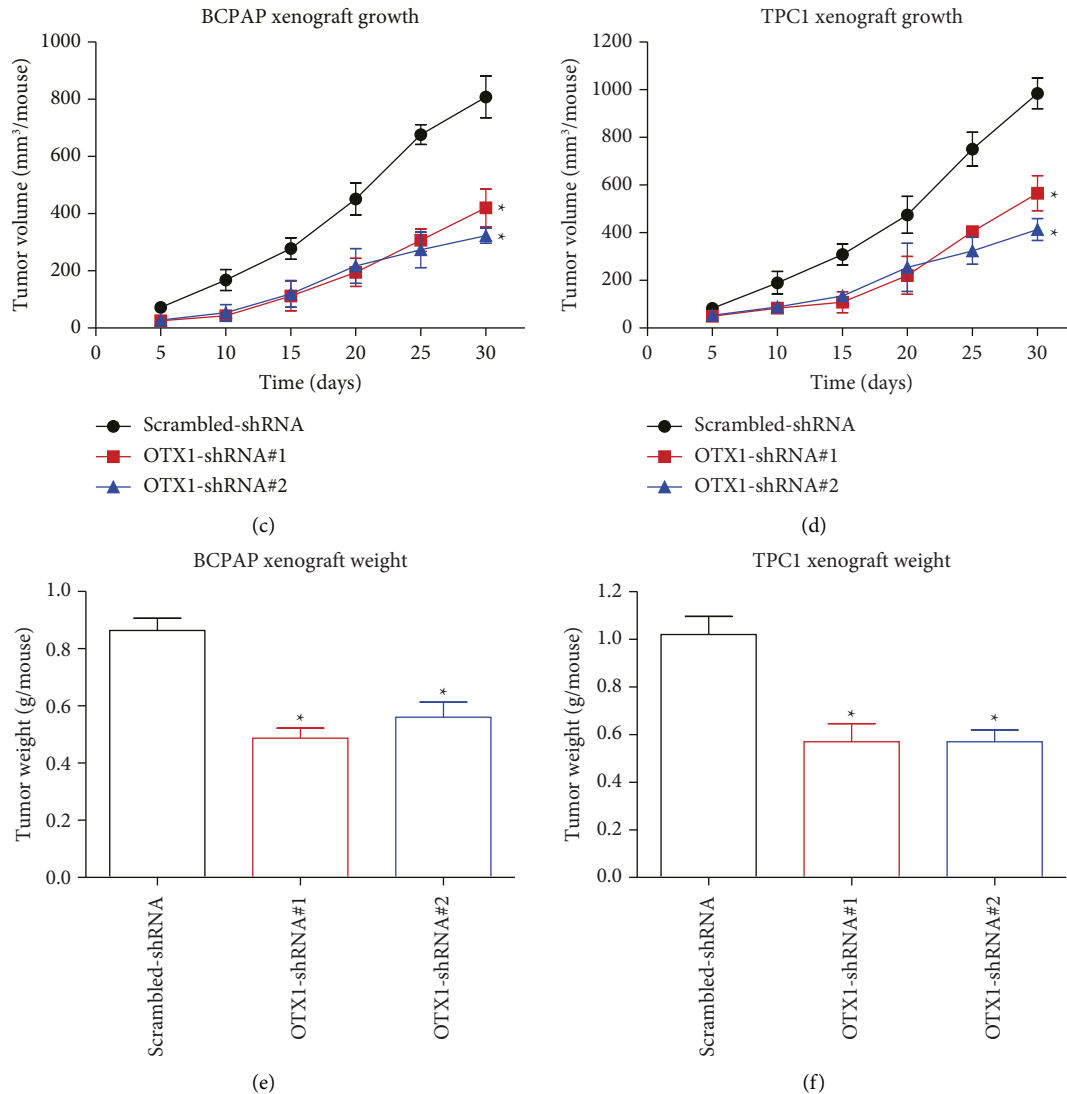 BCPAP xenograft growth
Tumor volume (mm³/mouse)
1000
800
600
400
200
0
*
*
0 5 10 15 20 25 30
Time (days)
Scrambled-shRNA
OTX1-shRNA#1
OTX1-shRNA#2
(c)
TPC1 xenograft growth
Tumor volume (mm³/mouse)
1200
1000
800
600
400
200
0
*
*
0 5 10 15 20 25 30
Time (days)
Scrambled-shRNA
OTX1-shRNA#1
OTX1-shRNA#2
(d)
BCPAP xenograft weight
Tumor weight (g/mouse)
1.0
0.8
0.6
0.4
0.2
0.0
*
*
Scrambled-shRNA
OTX1-shRNA#1
OTX1-shRNA#2
(e)
TPC1 xenograft weight
Tumor weight (g/mouse)
1.2
1.0
0.8
0.6
0.4
0.2
0.0
*
*
Scrambled-shRNA
OTX1-shRNA#1
OTX1-shRNA#2
(f)